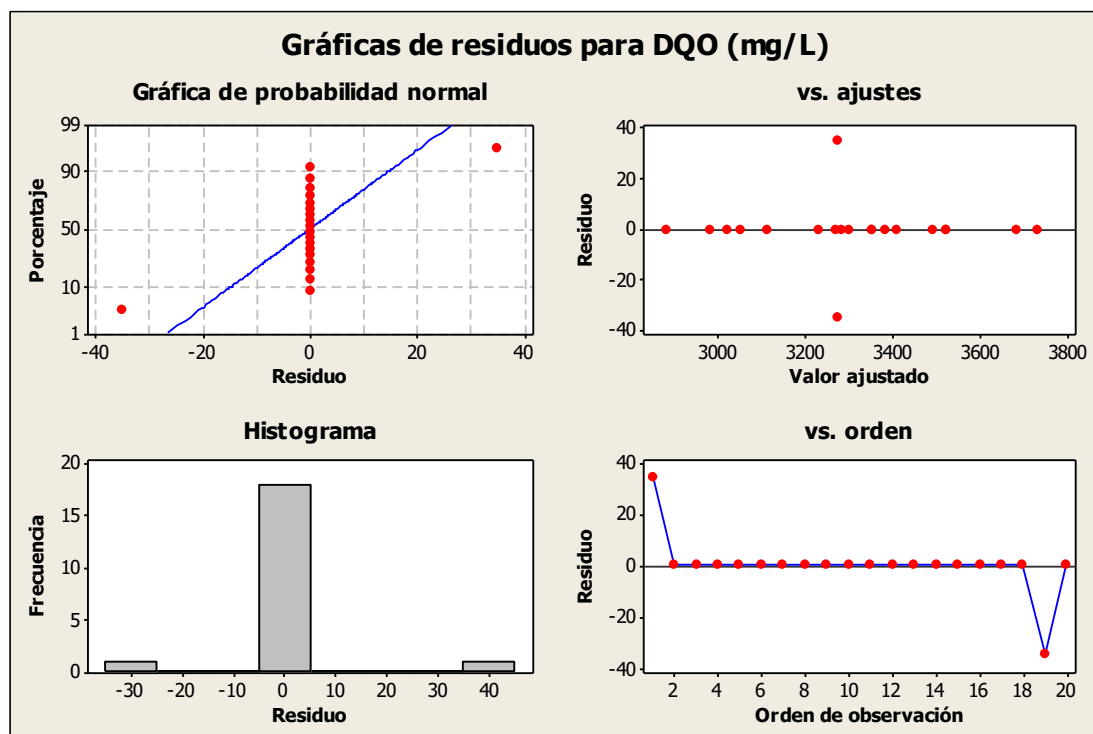 Gráficas de residuos para DQO (mg/L)
Gráfica de probabilidad normal
99
90
50
10
1
Porcentaje
-40 -20 0 20 40
Residuo
vs. ajustes
40
20
0
-20
-40
Residuo
3000 3200 3400 3600 3800
Valor ajustado
Histograma
20
15
10
5
0
Frecuencia
-30 -20 -10 0 10 20 30 40
Residuo
vs. orden
40
20
0
-20
-40
Residuo
2 4 6 8 10 12 14 16 18 20
Orden de observación